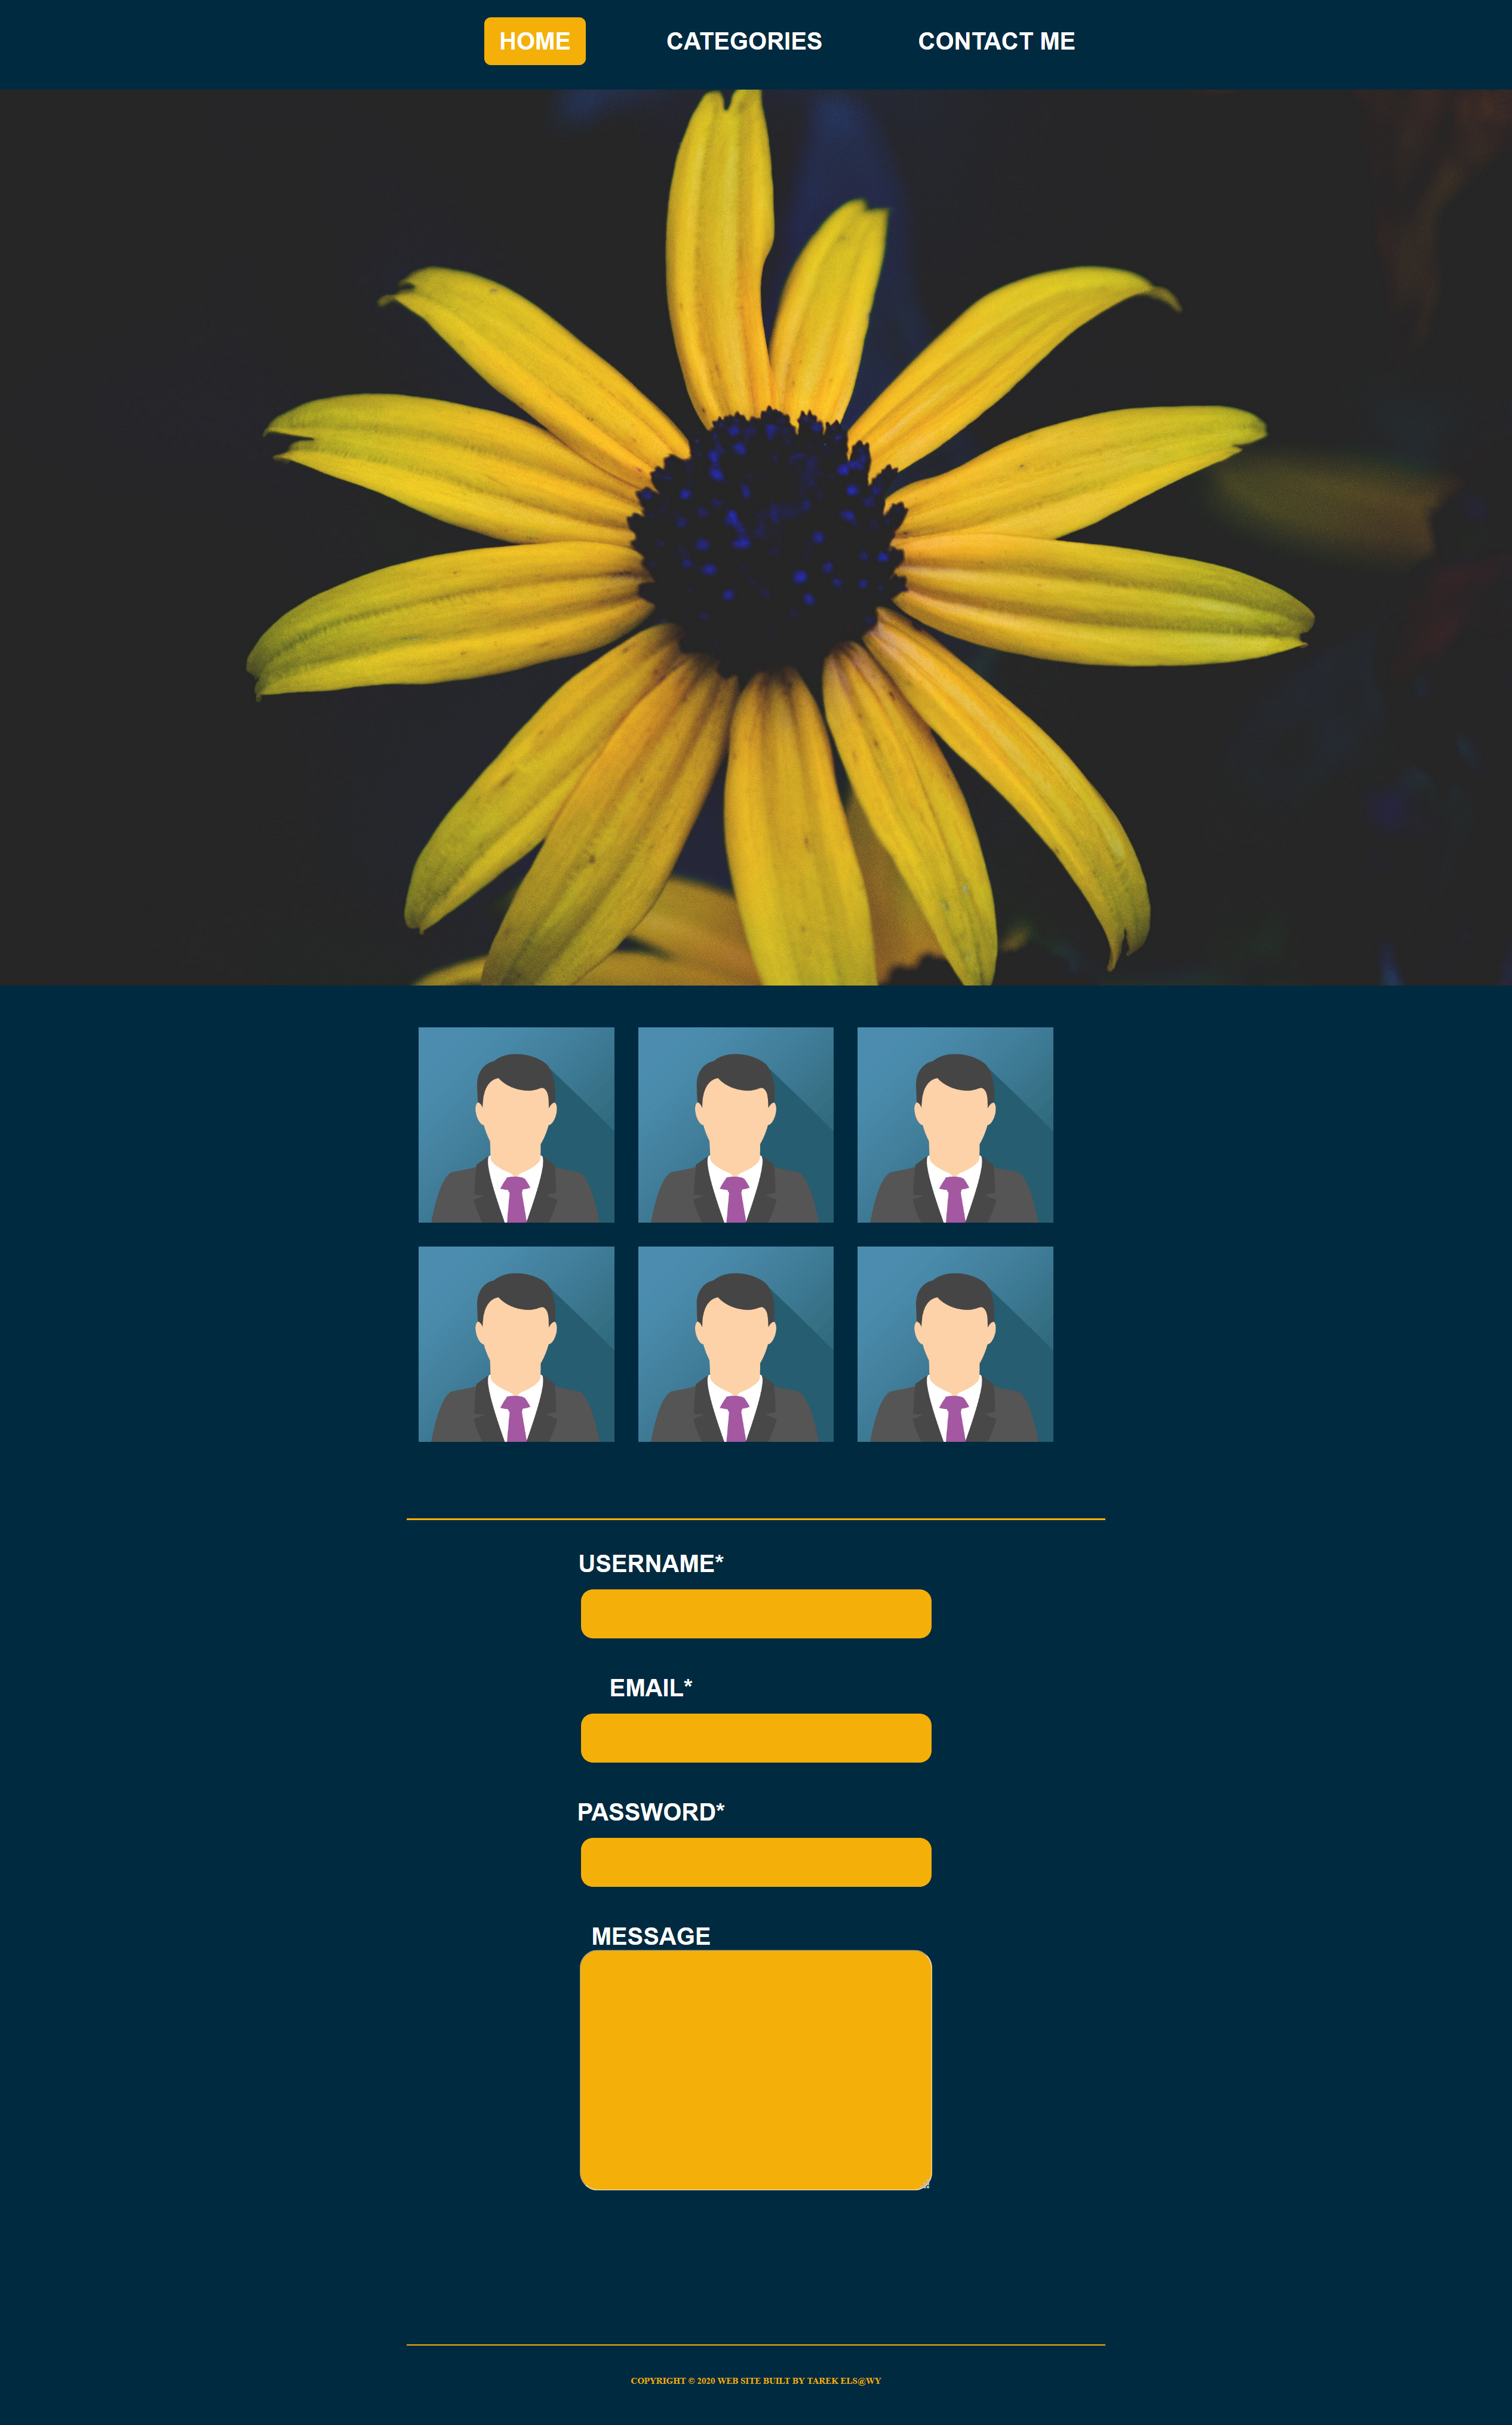 HOME CATEGORIES CONTACT ME
USERNAME*
EMAIL*
PASSWORD*
MESSAGE
COPYRIGHT © 2020 WEB SITE BUILT BY TAREK ELS@WY